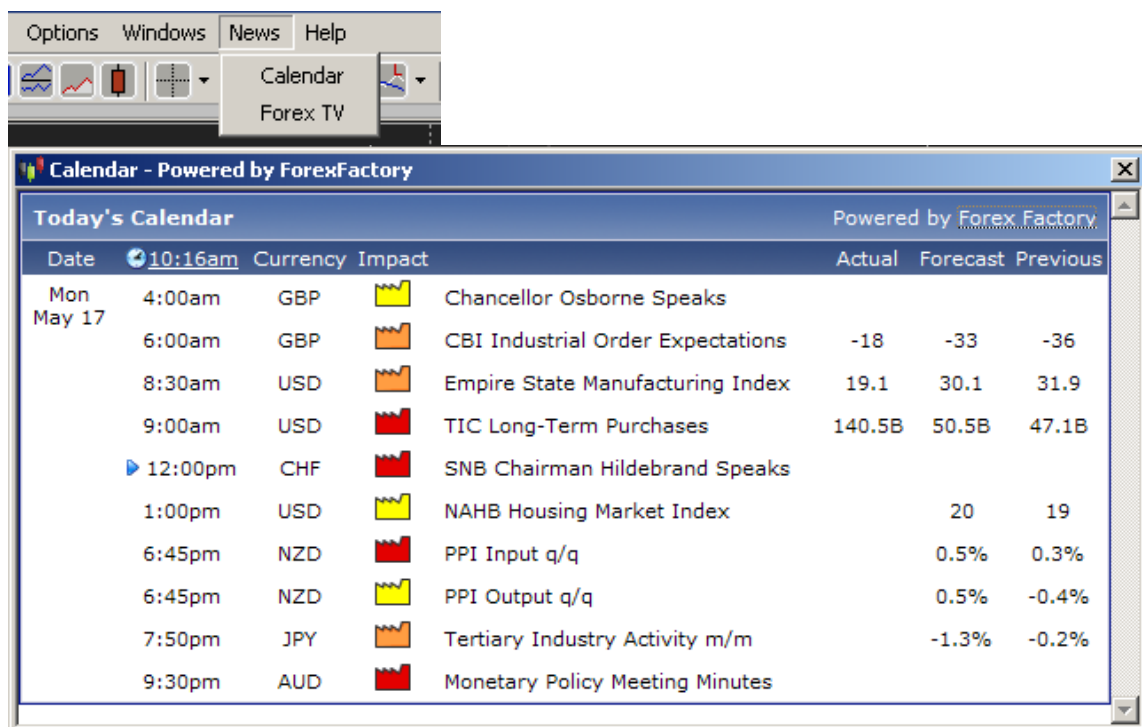 Options Windows News Help
Calendar
Forex TV
Calendar - Powered by ForexFactory
Today's Calendar Powered by Forex Factory
Date 10:16am Currency Impact Actual Forecast Previous
Mon May 17 4:00am GBP Chancellor Osborne Speaks
6:00am GBP CBI Industrial Order Expectations -18 -33 -36
8:30am USD Empire State Manufacturing Index 19.1 30.1 31.9
9:00am USD TIC Long-Term Purchases 140.5B 50.5B 47.1B
12:00pm CHF SNB Chairman Hildebrand Speaks
1:00pm USD NAHB Housing Market Index 20 19
6:45pm NZD PPI Input q/q 0.5% 0.3%
6:45pm NZD PPI Output q/q 0.5% -0.4%
7:50pm JPY Tertiary Industry Activity m/m -1.3% -0.2%
9:30pm AUD Monetary Policy Meeting Minutes